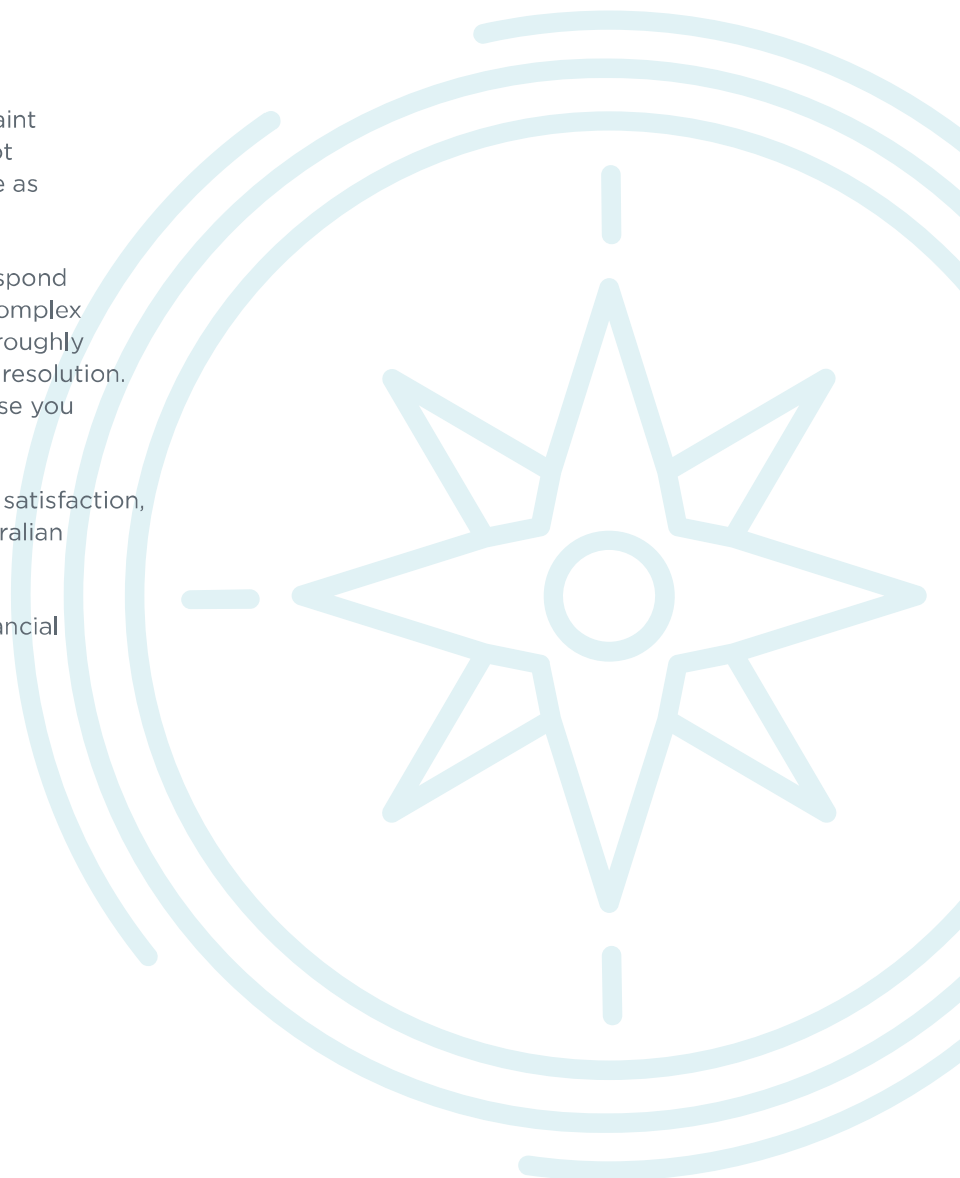 aint
ot
e as
spond
omplex
roughly
resolution.
se you
satisfaction,
ralian
ancial